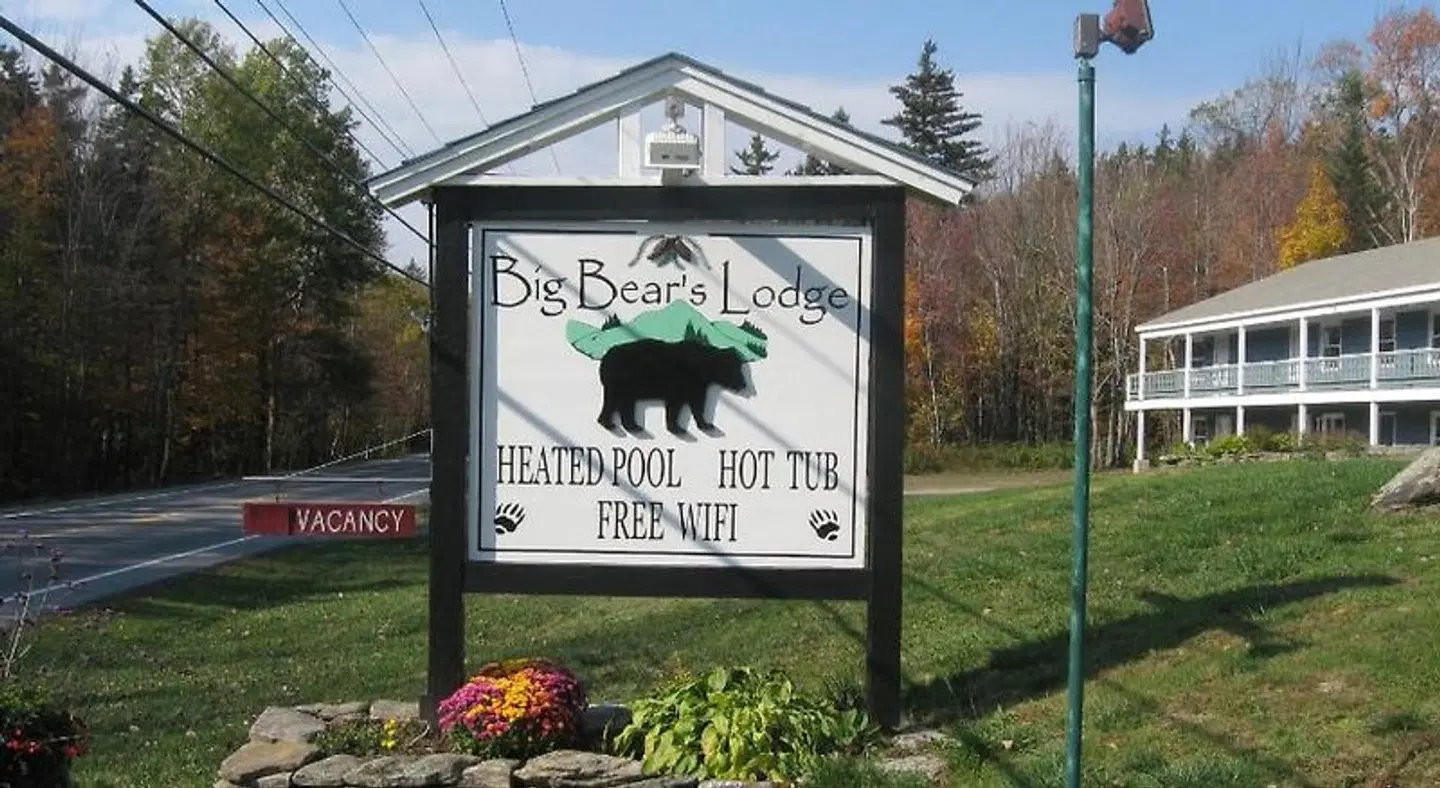 Big Bear's Lodge
HEATED POOL HOT TUB
FREE WIFI
VACANCY